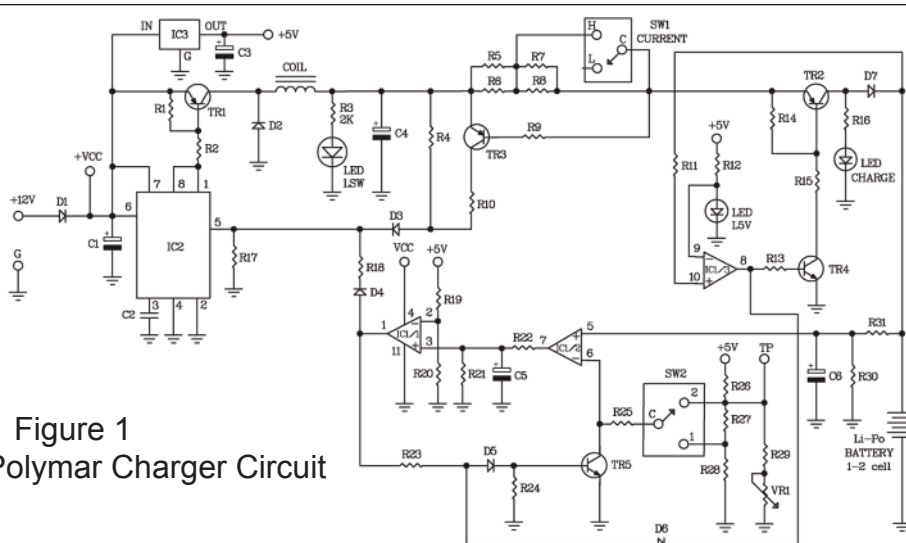 IN
OUT
IC3
+5V
G
C3
SW1
CURRENT
H
C
L
R5
R7
R6
R8
COIL
TR1
R1
R2
D2
R3
2K
LED
LSW
C4
R4
TR3
R9
R10
TR2
D7
R14
R16
R15
LED
CHARGE
+5V
R12
R11
LED
L5V
+VCC
+12V
D1
6
7
8
1
5
IC2
C1
G
C2
3
4
2
R17
D3
R18
D4
VCC
+5V
R19
1
4
2
IC1/1
3
11
R20
R21
R22
C5
7
IC1/2
5
6
9
10
IC1/3
8
R13
TR4
R31
C6
R30
+5V
TP
R26
SW2
2
C
1
R25
R27
R28
R29
VR1
Li-Po
BATTERY
1-2 cell
Figure 1
Polymar Charger Circuit
R23
D5
R24
TR5
D6